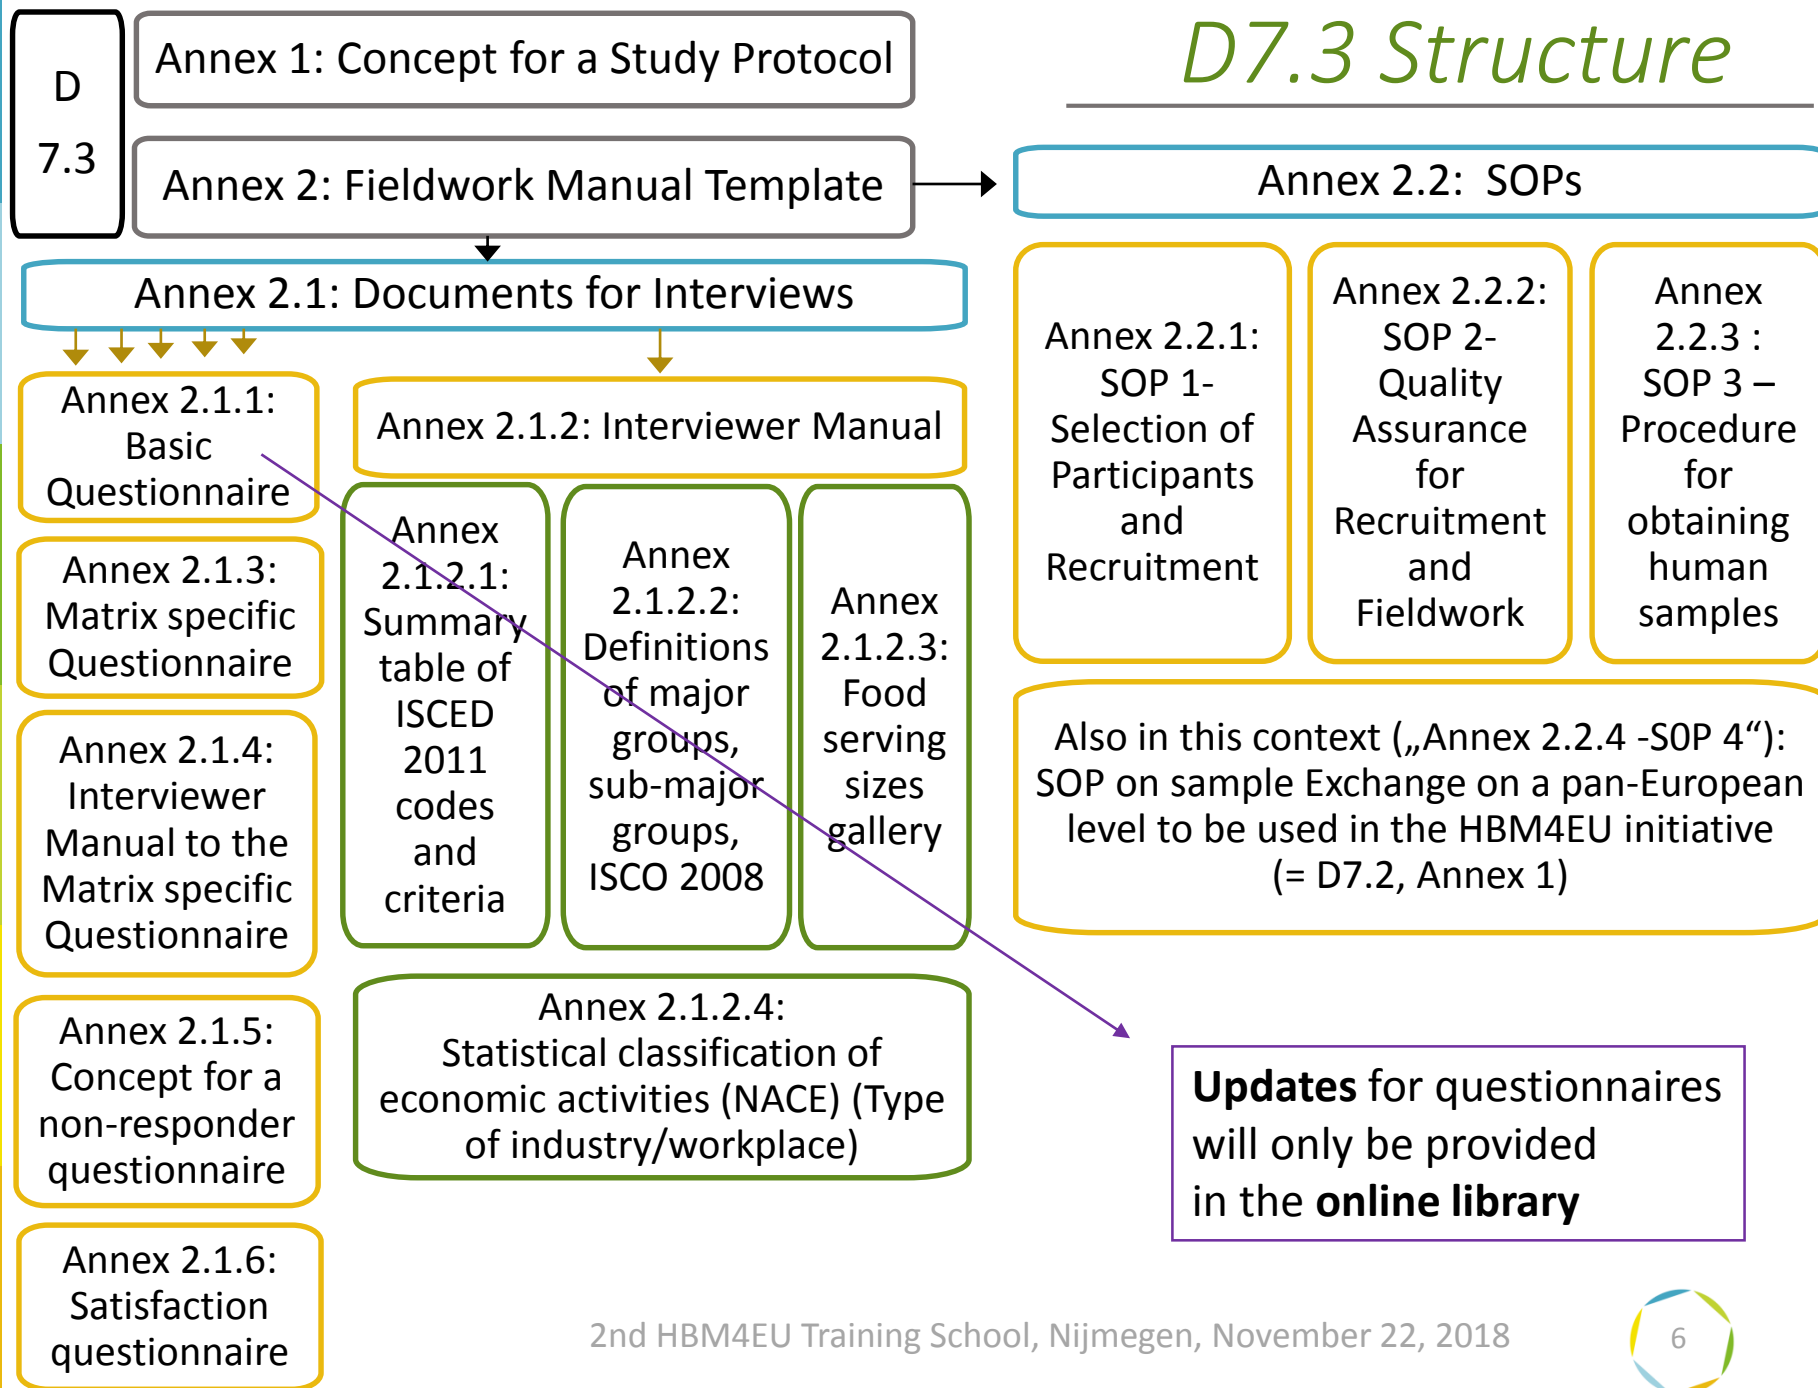 D7.3 Structure
D
7.3
Annex 1: Concept for a Study Protocol
Annex 2: Fieldwork Manual Template
Annex 2.1: Documents for Interviews
Annex 2.1.1:
Basic
Questionnaire
Annex 2.1.3:
Matrix specific
Questionnaire
Annex 2.1.4:
Interviewer
Manual to the
Matrix specific
Questionnaire
Annex 2.1.5:
Concept for a
non-responder
questionnaire
Annex 2.1.6:
Satisfaction
questionnaire
Annex 2.1.2: Interviewer Manual
Annex
2.1.2.1:
Summary
table of
ISCED
2011
codes
and
criteria
Annex
2.1.2.2:
Definitions
of major
groups,
sub-major
groups,
ISCO 2008
Annex
2.1.2.3:
Food
serving
sizes
gallery
Annex 2.1.2.4:
Statistical classification of
economic activities (NACE) (Type
of industry/workplace)
Annex 2.2:  SOPs
Annex 2.2.1:
SOP 1-
Selection of
Participants
and
Recruitment
Annex 2.2.2:
SOP 2-
Quality
Assurance
for
Recruitment
and
Fieldwork
Annex
2.2.3 :
SOP 3 –
Procedure
for
obtaining
human
samples
Also in this context („Annex 2.2.4 -S0P 4“):
SOP on sample Exchange on a pan-European
level to be used in the HBM4EU initiative
(= D7.2, Annex 1)
Updates for questionnaires
will only be provided
in the online library
2nd HBM4EU Training School, Nijmegen, November 22, 2018
6